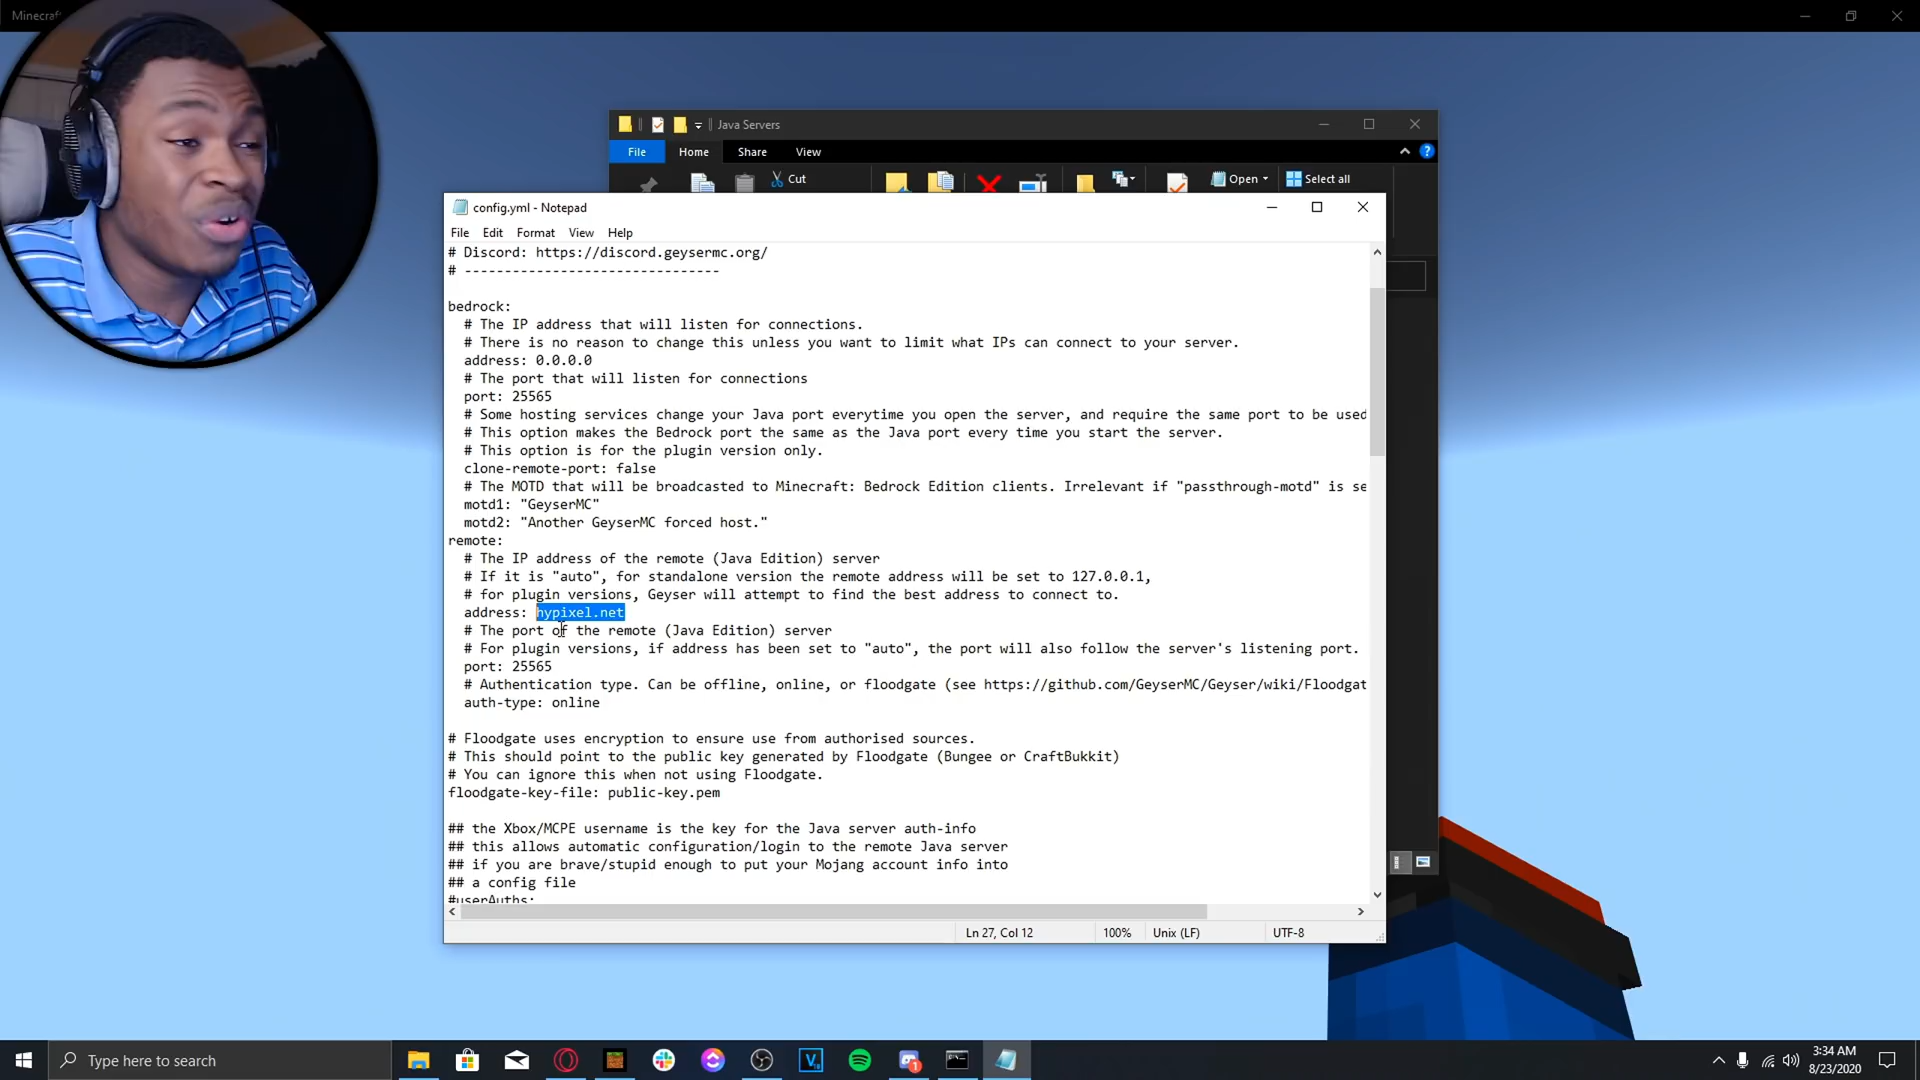 Minecraft
Java Servers
File
Home
Share
View
Cut
Open
Select all
config.yml - Notepad
File
Edit
Format
View
Help
# Discord: https://discord.geysermc.org/
# --------------------------------
bedrock:
# The IP address that will listen for connections.
# There is no reason to change this unless you want to limit what IPs can connect to your server.
address: 0.0.0.0
# The port that will listen for connections
port: 25565
# Some hosting services change your Java port everytime you open the server, and require the same port to be used
# This option makes the Bedrock port the same as the Java port every time you start the server.
# This option is for the plugin version only.
clone-remote-port: false
# The MOTD that will be broadcasted to Minecraft: Bedrock Edition clients. Irrelevant if "passthrough-motd" is se
motd1: "GeyserMC"
motd2: "Another GeyserMC forced host."
remote:
# The IP address of the remote (Java Edition) server
# If it is "auto", for standalone version the remote address will be set to 127.0.0.1,
# for plugin versions, Geyser will attempt to find the best address to connect to.
address: hypixel.net
# The port of the remote (Java Edition) server
# For plugin versions, if address has been set to "auto", the port will also follow the server's listening port.
port: 25565
# Authentication type. Can be offline, online, or floodgate (see https://github.com/GeyserMC/Geyser/wiki/Floodgat
auth-type: online
# Floodgate uses encryption to ensure use from authorised sources.
# This should point to the public key generated by Floodgate (Bungee or CraftBukkit)
# You can ignore this when not using Floodgate.
floodgate-key-file: public-key.pem
## the Xbox/MCPE username is the key for the Java server auth-info
## this allows automatic configuration/login to the remote Java server
## if you are brave/stupid enough to put your Mojang account info into
## a config file
#userAuths:
Ln 27, Col 12
100%
Unix (LF)
UTF-8
Type here to search
3:34 AM
8/23/2020